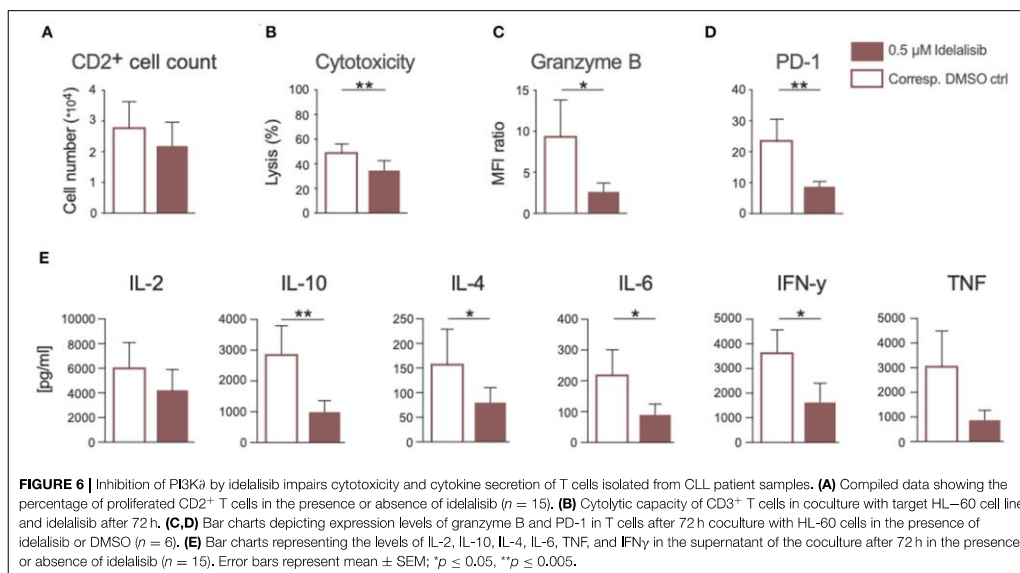 A
CD2⁺ cell count
Cell number (*10⁴)
4
3
2
1
0
B
Cytotoxicity
**
Lysis (%)
100
80
60
40
20
0
C
Granzyme B
*
MFI ratio
15
10
5
0
D
PD-1
**
40
30
20
10
0
0.5 µM Idelalisib
Corresp. DMSO ctrl
E
IL-2
[pg/ml]
10000
8000
6000
4000
2000
0
IL-10
**
4000
3000
2000
1000
0
IL-4
*
250
200
150
100
50
0
IL-6
*
400
300
200
100
0
IFN-y
*
5000
4000
3000
2000
1000
0
TNF
5000
4000
3000
2000
1000
0
FIGURE 6 | Inhibition of PI3K∂ by idelalisib impairs cytotoxicity and cytokine secretion of T cells isolated from CLL patient samples. (A) Compiled data showing the
percentage of proliferated CD2⁺ T cells in the presence or absence of idelalisib (n = 15). (B) Cytolytic capacity of CD3⁺ T cells in coculture with target HL–60 cell line
and idelalisib after 72 h. (C,D) Bar charts depicting expression levels of granzyme B and PD-1 in T cells after 72 h coculture with HL-60 cells in the presence of
idelalisib or DMSO (n = 6). (E) Bar charts representing the levels of IL-2, IL-10, IL-4, IL-6, TNF, and IFNγ in the supernatant of the coculture after 72 h in the presence
or absence of idelalisib (n = 15). Error bars represent mean ± SEM; *p ≤ 0.05, **p ≤ 0.005.